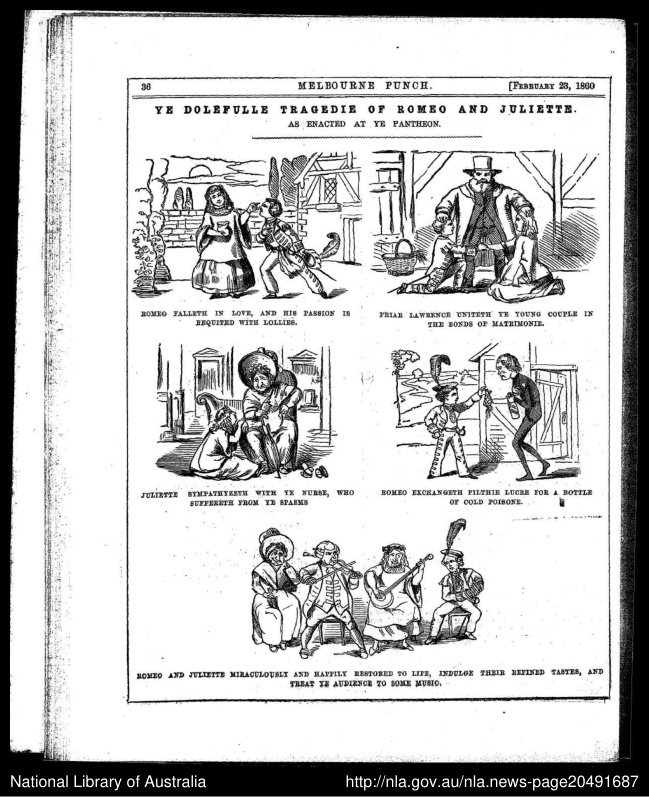 36 MELBOURNE PUNCH. [FEBRUARY 23, 1860
YE DOLEFULLE TRAGEDIE OF ROMEO AND JULIETTE.
AS ENACTED AT YE PANTHEON.
ROMEO FALLETH IN LOVE, AND HIS PASSION IS
REQUITED WITH LOLLIES.
FRIAR LAWRENCE UNITETH YE YOUNG COUPLE IN
THE BONDS OF MATRIMONIE.
JULIETTE SYMPATHYZETH WITH YE NURSE, WHO
SUFFERETH FROM YE SPASMS
ROMEO EXCHANGETH FILTHIE LUCRE FOR A BOTTLE
OF COLD POISONE.
ROMEO AND JULIETTE MIRACULOUSLY AND HAPPILY RESTORED TO LIFE, INDULGE THEIR REFINED TASTES, AND
TREAT YE AUDIENCE TO SOME MUSIC.
National Library of Australia http://nla.gov.au/nla.news-page20491687